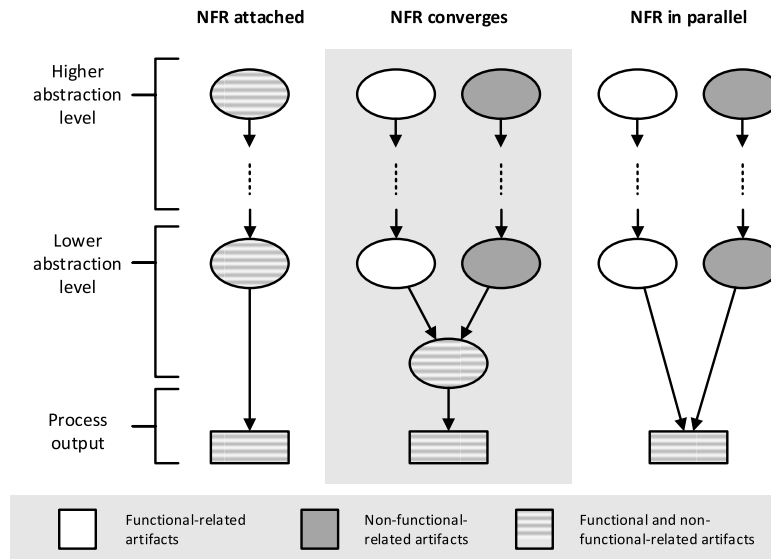 NFR attached
NFR converges
NFR in parallel
Higher
abstraction
level
Lower
abstraction
level
Process
output
Functional-related
artifacts
Non-functional-
related artifacts
Functional and non-
functional-related artifacts